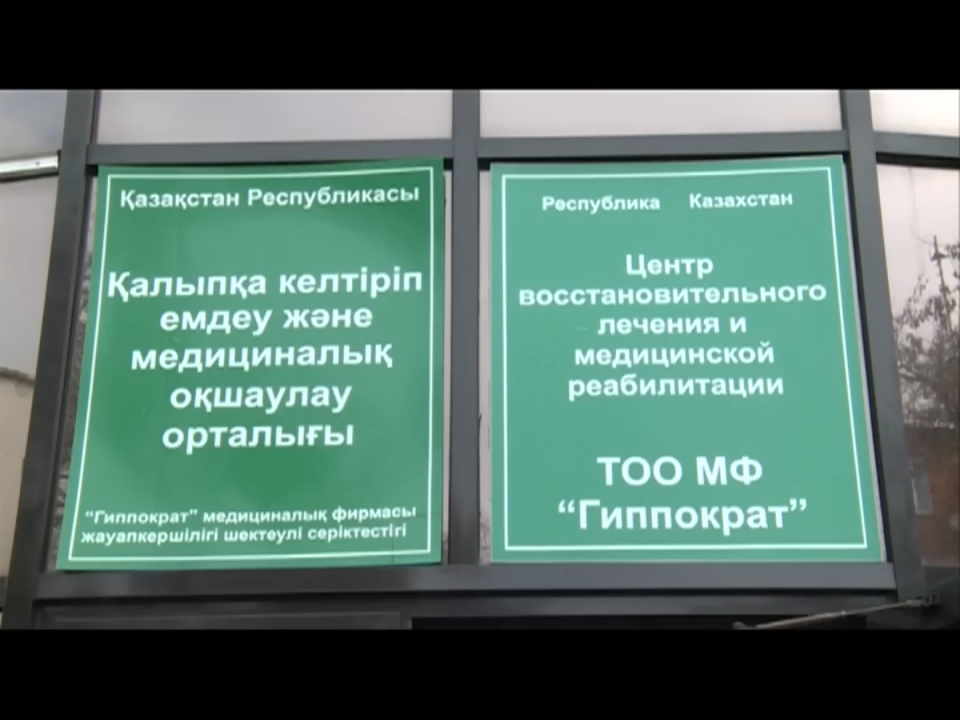 Қазақстан Республикасы
Қалыпқа келтіріп
емдеу және
медициналық
оқшаулау
орталығы
“Гиппократ” медициналық фирмасы
жауапкершілігі шектеулі серіктестігі
Республика Казахстан
Центр
восстановительного
лечения и
медицинской
реабилитации
ТОО МФ
“Гиппократ”